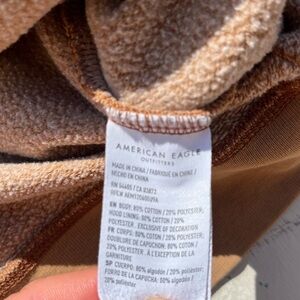 AMERICAN EAGLE
OUTFITTERS
MADE IN CHINA / FABRIQUÉ EN CHINE /
HECHO EN CHINA
RN 54485 / CA 03872
EN BODY: 80% COTTON / 20% POLYESTER;
HOOD LINING: 80% COTTON / 20%
POLYESTER; EXCLUSIVE OF DECORATION
FR CORPS: 80% COTON / 20% POLYESTER;
DOUBLURE DE CAPUCHON: 80% COTON /
20% POLYESTER; À L'EXCEPTION DE LA
GARNITURE
SP CUERPO: 80% algodón / 20% poliéster;
FORRO DE LA CAPUCHA: 80% algodón /
20% poliéster;